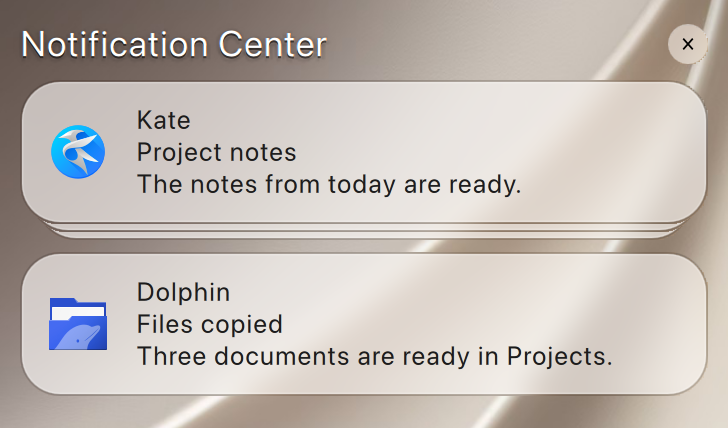 Notification Center
Kate
Project notes
The notes from today are ready.
Dolphin
Files copied
Three documents are ready in Projects.